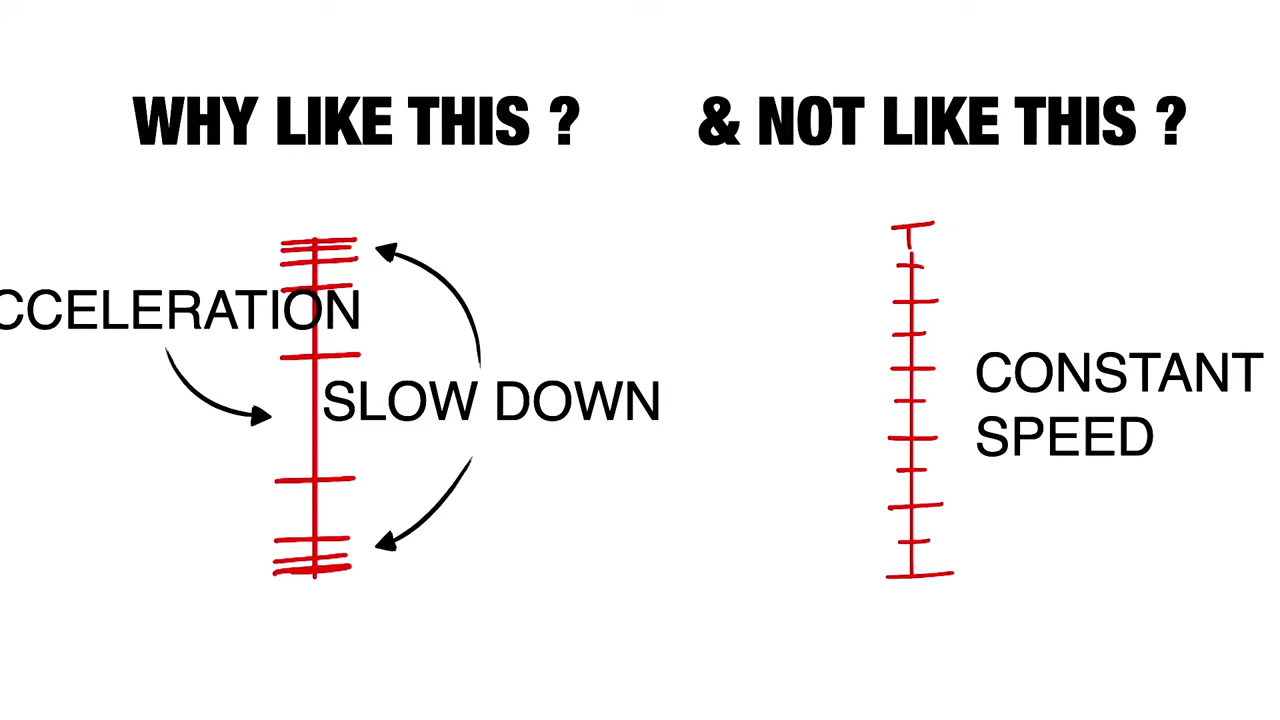 WHY LIKE THIS ?
& NOT LIKE THIS ?
CCELERATION
SLOW DOWN
CONSTANT
SPEED